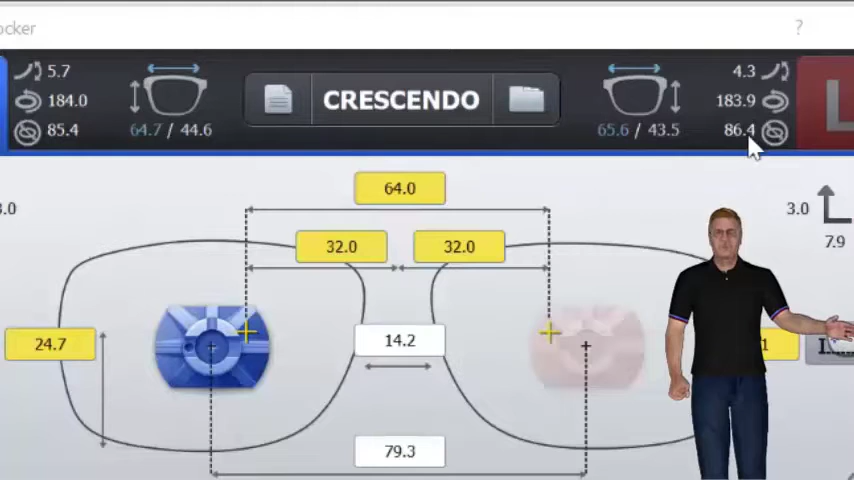 ocker ?
5.7 4.3
184.0 CRESCENDO 183.9 L
85.4 64.7 / 44.6 65.6 / 43.5 86.4
64.0
3.0 3.0
32.0 32.0 7.9
24.7 14.2
79.3